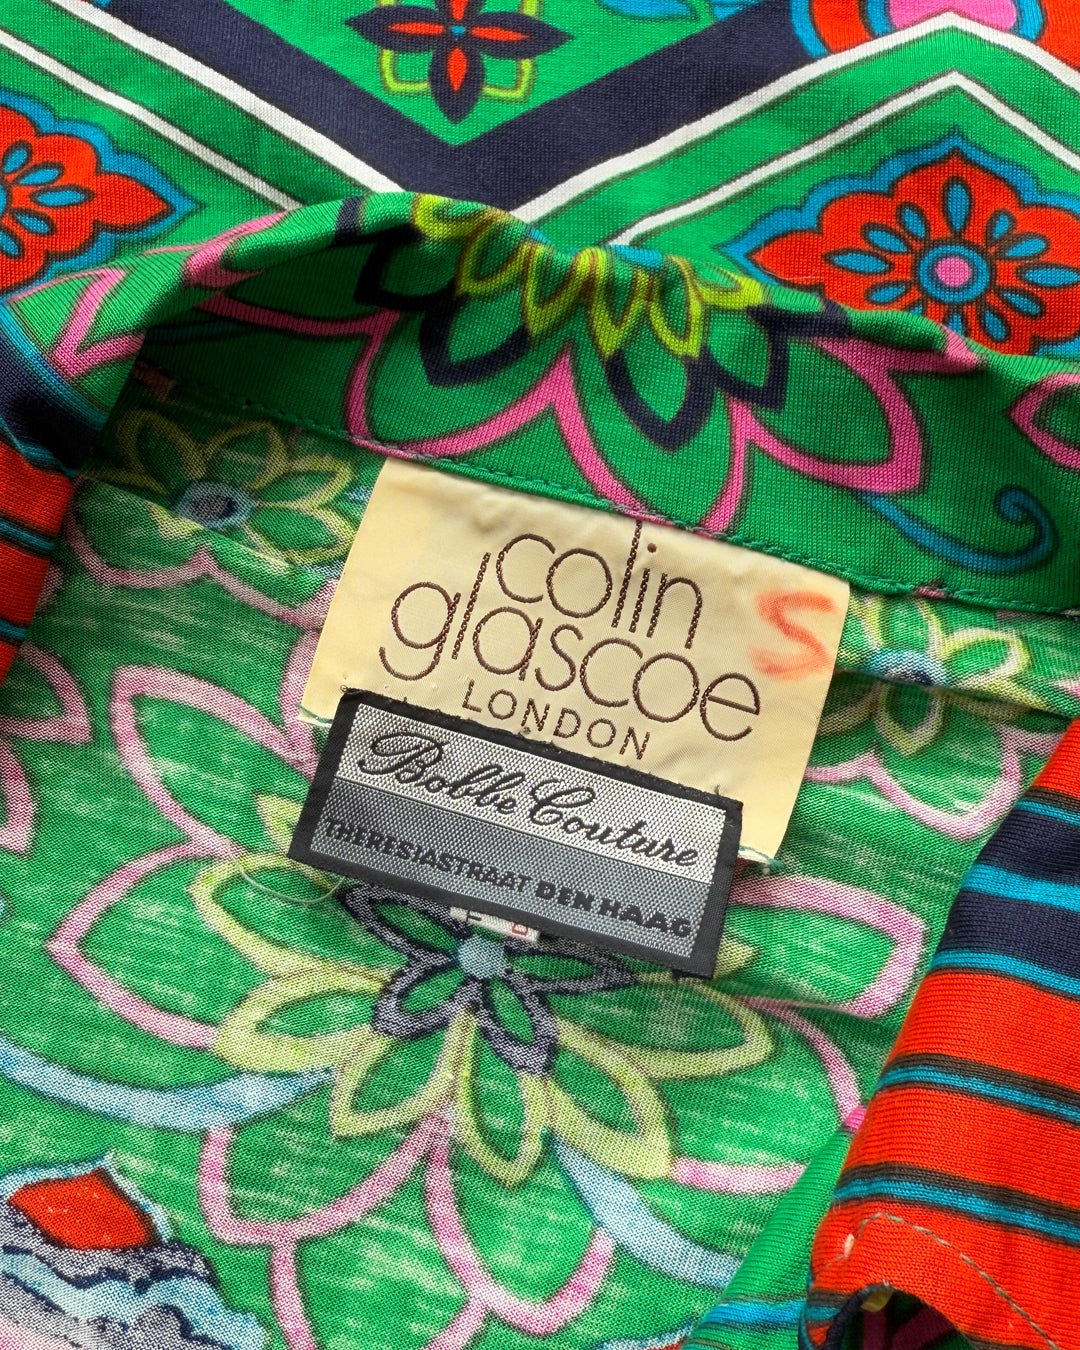 colin
glascoe
LONDON
S
Bobbe Couture
THERESIASTRAAT DEN HAAG